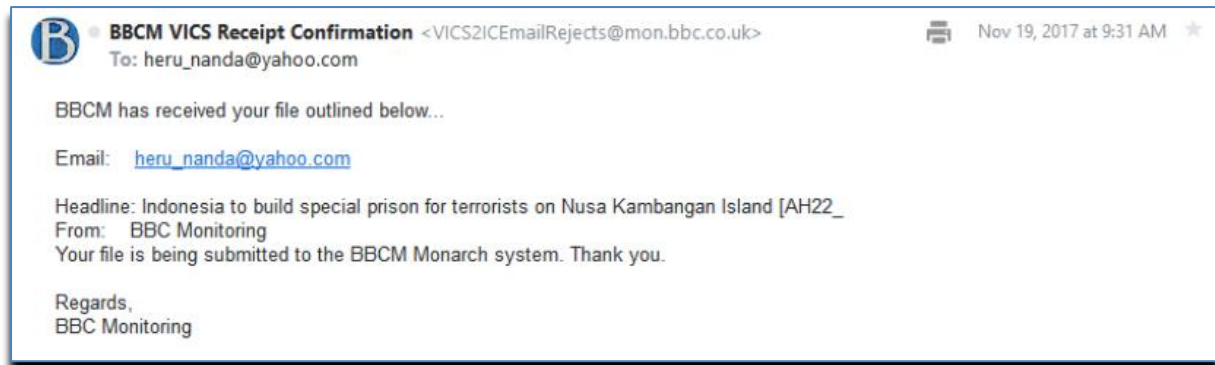 B
BBCM VICS Receipt Confirmation <VICS2ICEmailRejects@mon.bbc.co.uk> Nov 19, 2017 at 9:31 AM
To: heru_nanda@yahoo.com
BBCM has received your file outlined below...
Email: heru_nanda@yahoo.com
Headline: Indonesia to build special prison for terrorists on Nusa Kambangan Island [AH22_
From: BBC Monitoring
Your file is being submitted to the BBCM Monarch system. Thank you.
Regards,
BBC Monitoring